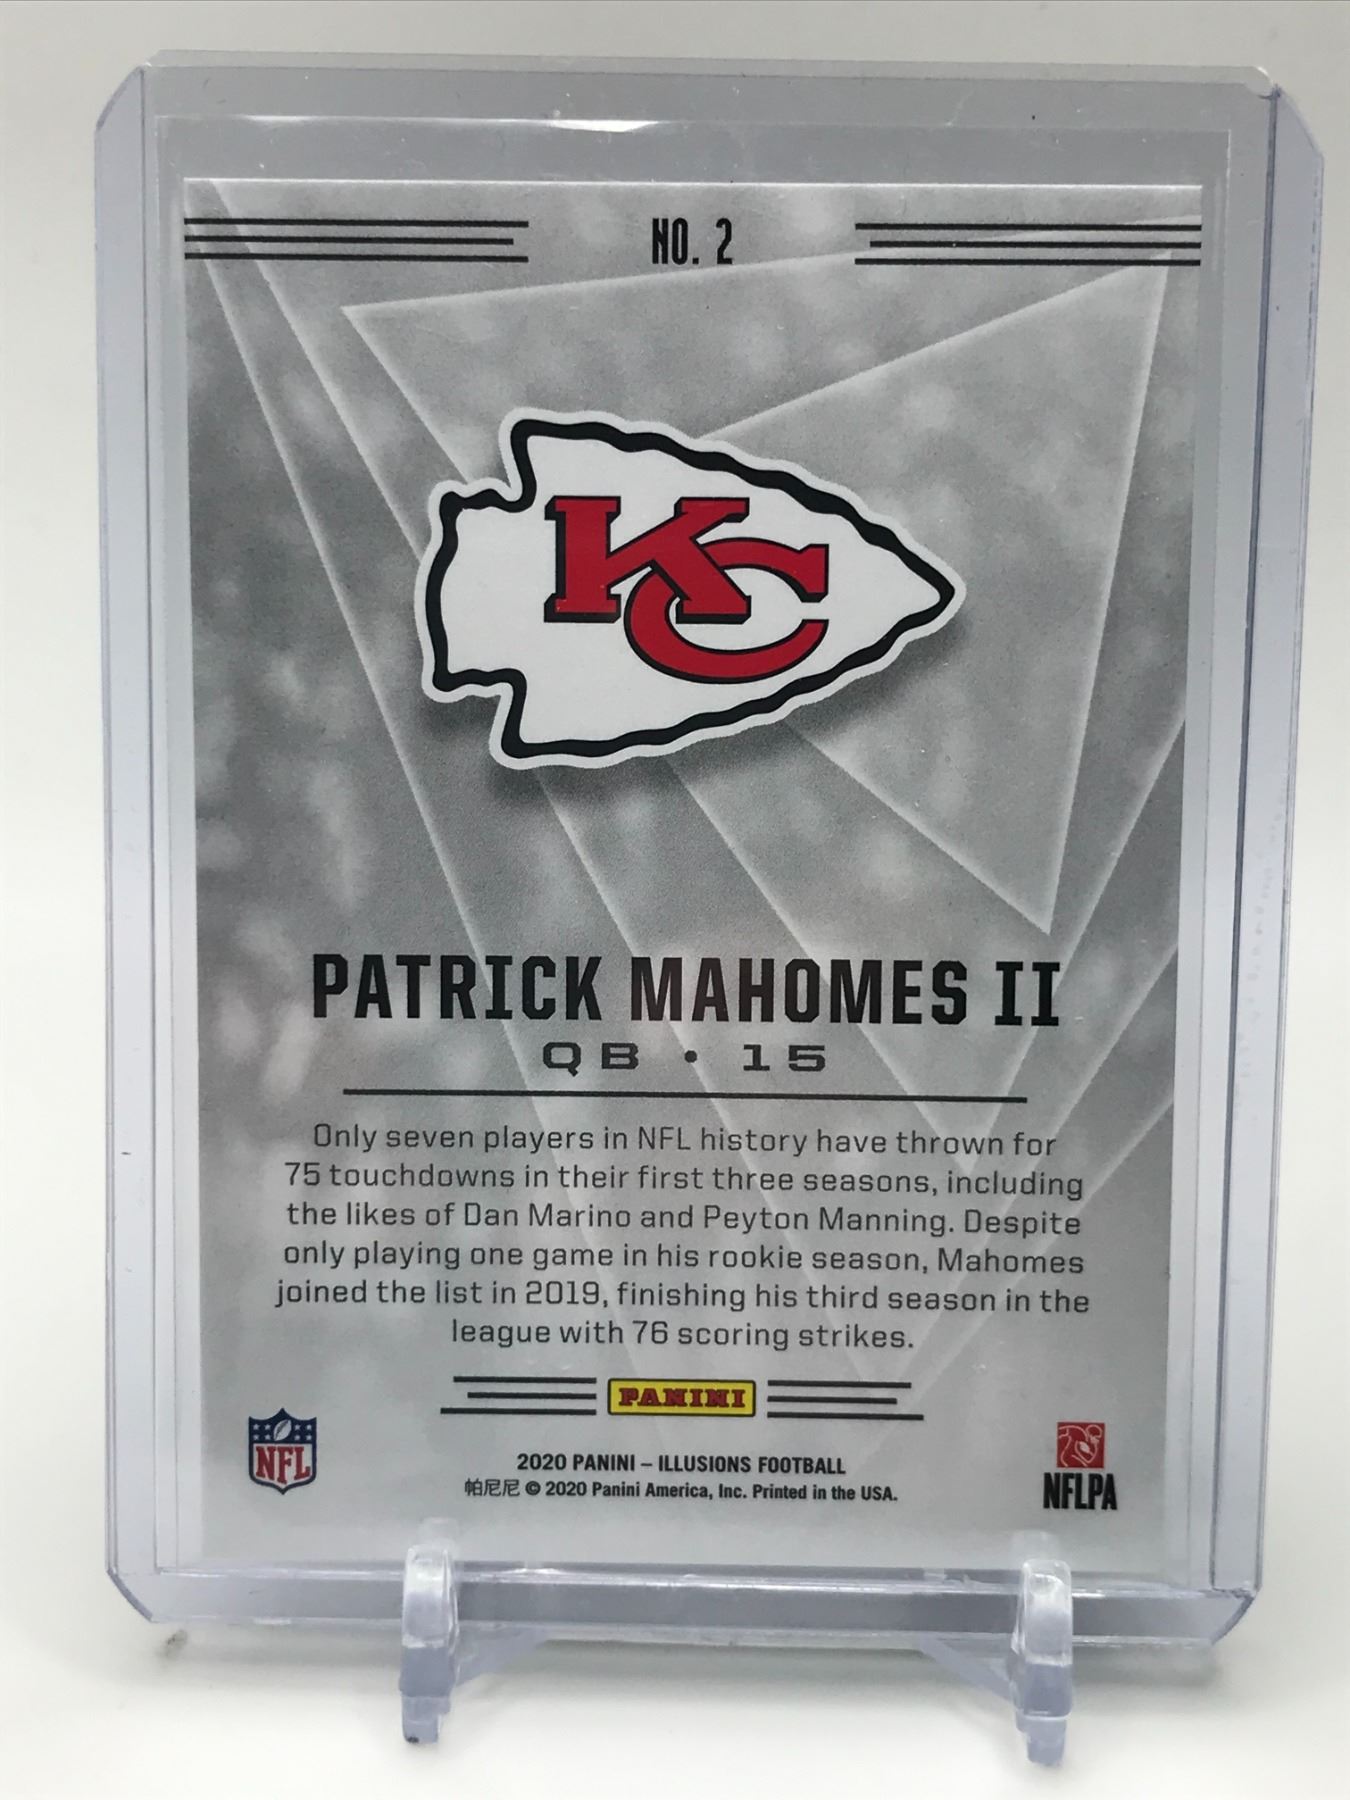 NO. 2
KC
PATRICK MAHOMES II
QB • 15
Only seven players in NFL history have thrown for
75 touchdowns in their first three seasons, including
the likes of Dan Marino and Peyton Manning. Despite
only playing one game in his rookie season, Mahomes
joined the list in 2019, finishing his third season in the
league with 76 scoring strikes.
PANINI
NFL
2020 PANINI – ILLUSIONS FOOTBALL
帕尼尼 © 2020 Panini America, Inc. Printed in the USA.
NFLPA